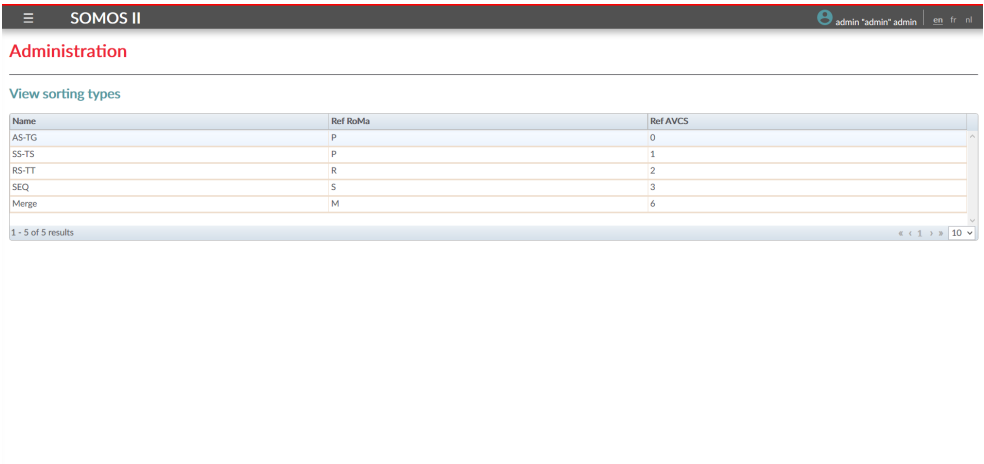 ☰ SOMOS II admin "admin" admin en fr nl
Administration
View sorting types
Name Ref RoMa Ref AVCS
AS-TG P 0
SS-TS P 1
RS-TT R 2
SEQ S 3
Merge M 6
1 - 5 of 5 results « ‹ 1 › » 10